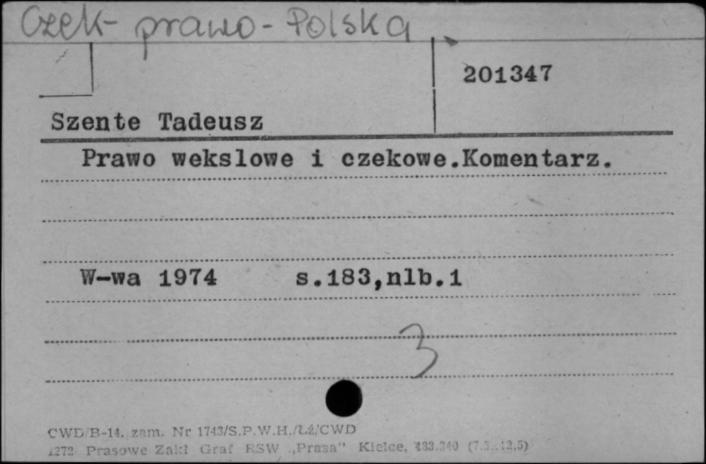 Czek - prawo - Polska
201347
Szente Tadeusz
Prawo wekslowe i czekowe.Komentarz.
W-wa 1974 s.183,nlb.1
3
CWD/B-14. zam. Nr 1743/S.P.W.H./Łź/CWD
1272 Prasowe Zakł Graf RSW „Prasa" Kielce,